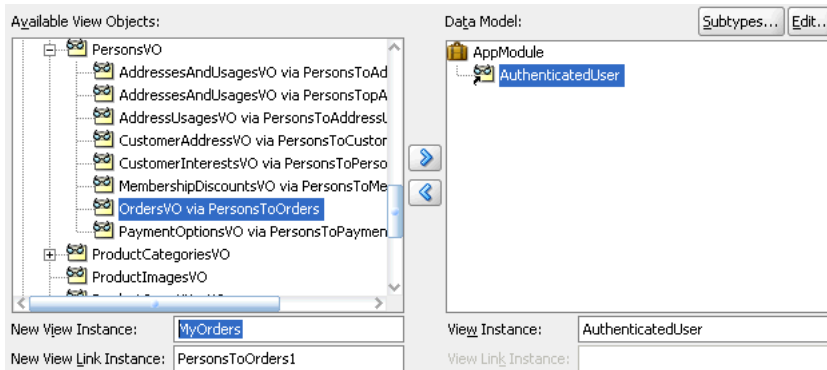 Available View Objects:
PersonsVO
AddressesAndUsagesVO via PersonsToAd
AddressesAndUsagesVO via PersonsTopA
AddressUsagesVO via PersonsToAddressU
CustomerAddressVO via PersonsToCustor
CustomerInterestsVO via PersonsToPerso
MembershipDiscountsVO via PersonsToMe
OrdersVO via PersonsToOrders
PaymentOptionsVO via PersonsToPaymen
ProductCategoriesVO
ProductImagesVO
New View Instance: MyOrders
New View Link Instance: PersonsToOrders1
Data Model: Subtypes... Edit...
AppModule
AuthenticatedUser
View Instance: AuthenticatedUser
View Link Instance: